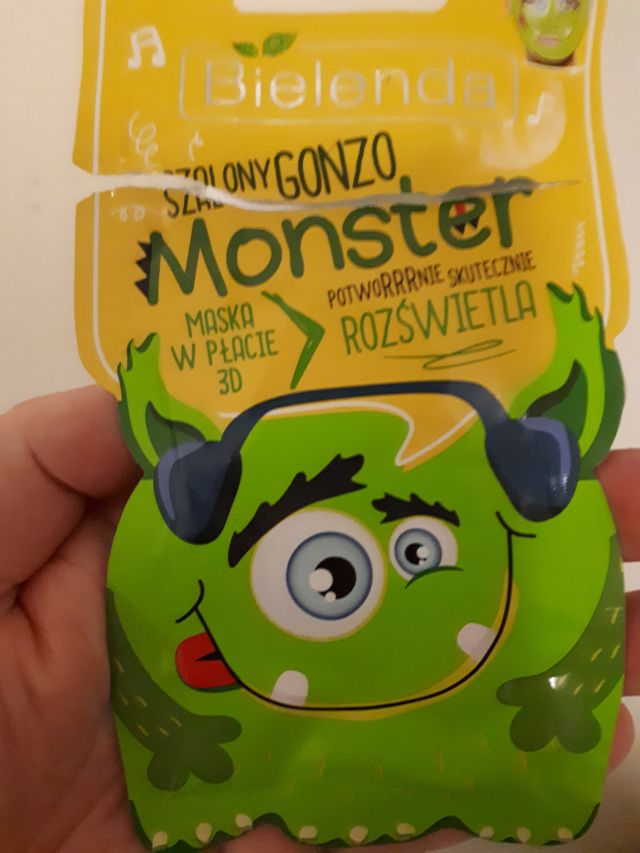 Bielenda
SZALONY GONZO
Monster
MASKA
W PŁACIE
3D
POTWORRRNIE SKUTECZNIE
ROZŚWIETLA